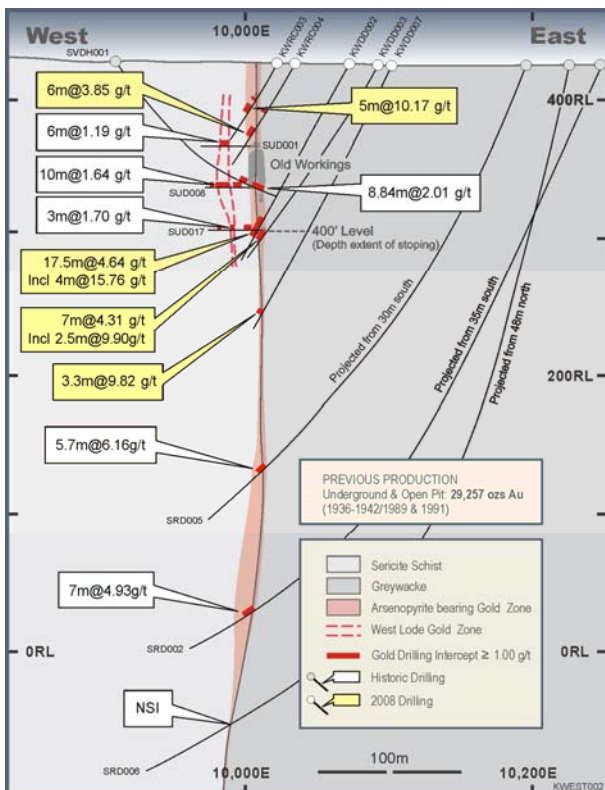 West
10,000E
East
SVDH001
KWRC003
KWRC004
KWDD002
KWDD003
KWDD007
6m@3.85 g/t
5m@10.17 g/t
400RL
6m@1.19 g/t
SUD001
Old Workings
10m@1.64 g/t
SUD008
8.84m@2.01 g/t
3m@1.70 g/t
SUD017
400' Level
(Depth extent of stoping)
17.5m@4.64 g/t
Incl 4m@15.76 g/t
7m@4.31 g/t
Incl 2.5m@9.90g/t
3.3m@9.82 g/t
Projected from 30m south
Projected from 35m south
Projected from 48m north
200RL
5.7m@6.16g/t
SRD005
PREVIOUS PRODUCTION
Underground & Open Pit: 29,257 ozs Au
(1936-1942/1989 & 1991)
Sericite Schist
Greywacke
Arsenopyrite bearing Gold Zone
West Lode Gold Zone
Gold Drilling Intercept ≥ 1.00 g/t
Historic Drilling
2008 Drilling
7m@4.93g/t
SRD002
0RL
0RL
NSI
SRD006
10,000E
100m
10,200E
KWEST002